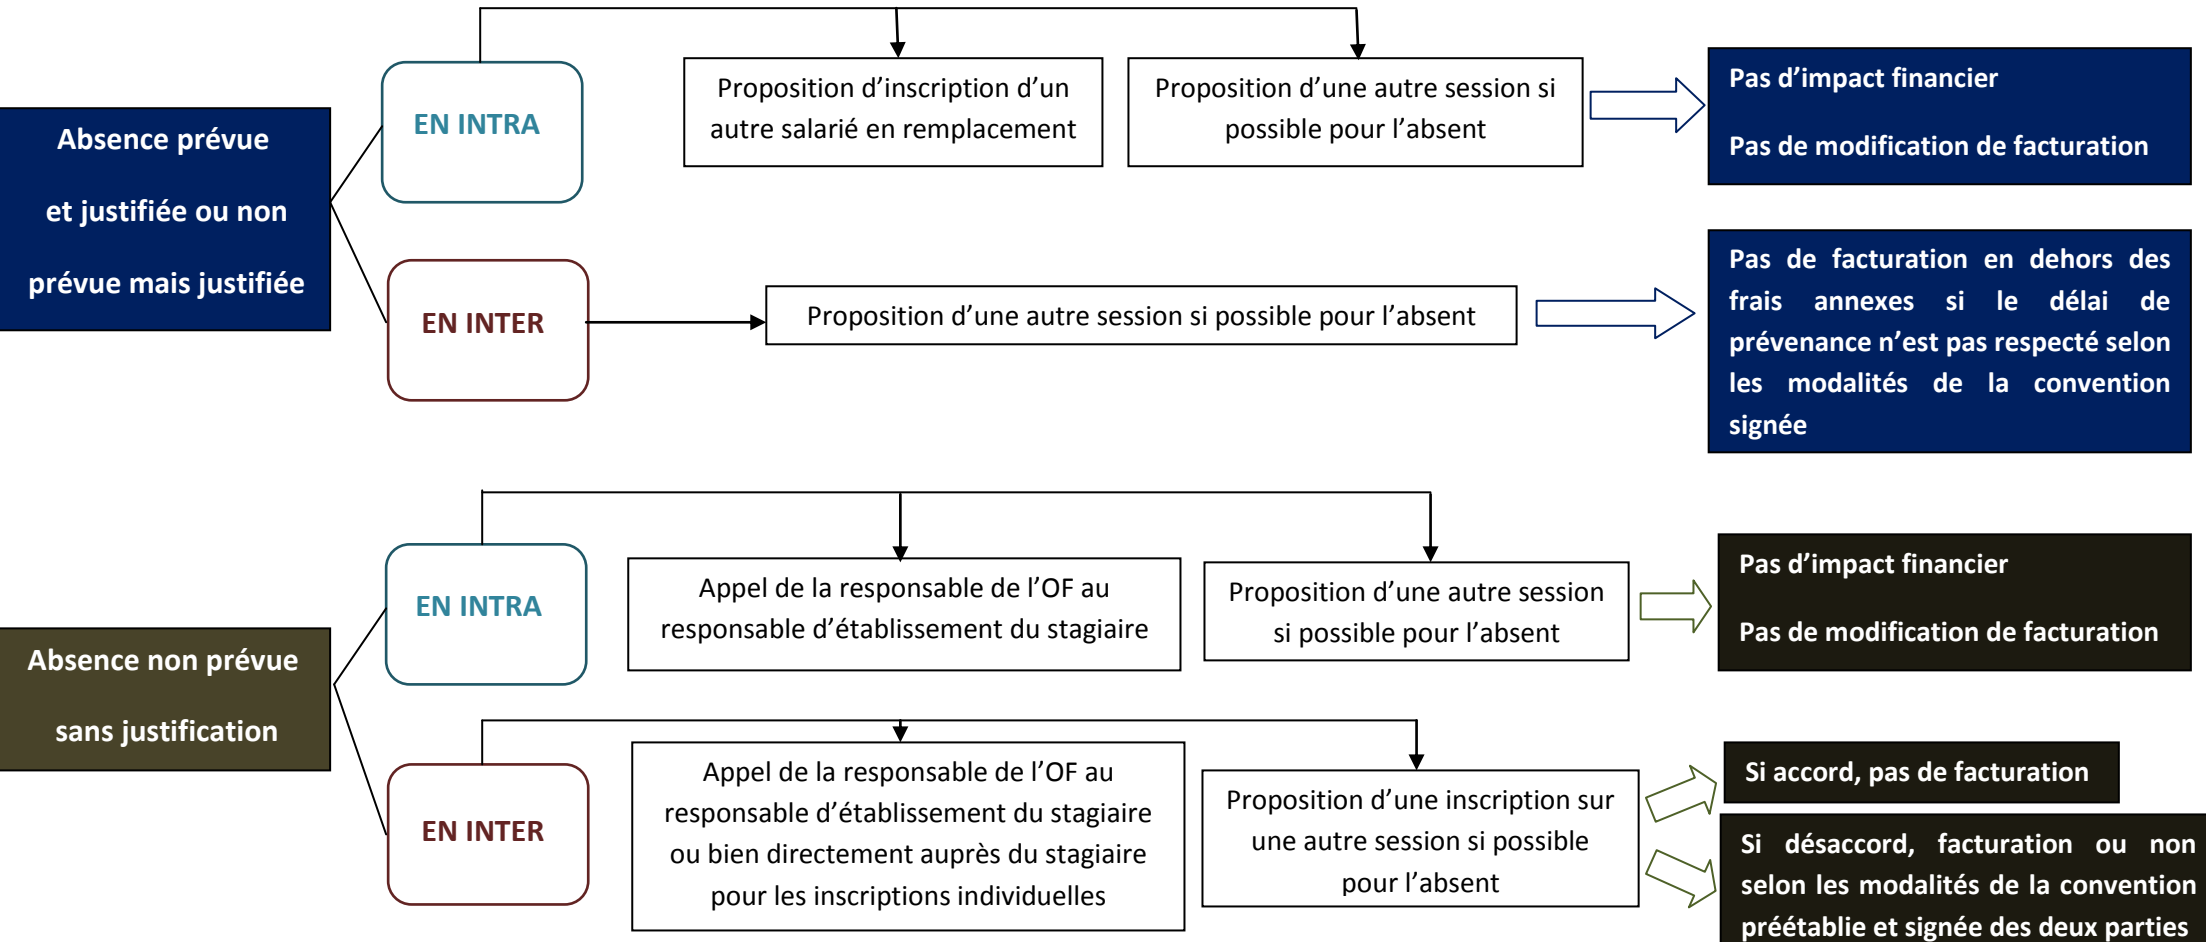 Absence prévue
et justifiée ou non
prévue mais justifiée
EN INTRA
Proposition d’inscription d’un
autre salarié en remplacement
Proposition d’une autre session si
possible pour l’absent
Pas d’impact financier
Pas de modification de facturation
EN INTER
Proposition d’une autre session si possible pour l’absent
Pas de facturation en dehors des
frais annexes si le délai de
prévenance n’est pas respecté selon
les modalités de la convention
signée
Absence non prévue
sans justification
EN INTRA
Appel de la responsable de l’OF au
responsable d’établissement du stagiaire
Proposition d’une autre session
si possible pour l’absent
Pas d’impact financier
Pas de modification de facturation
EN INTER
Appel de la responsable de l’OF au
responsable d’établissement du stagiaire
ou bien directement auprès du stagiaire
pour les inscriptions individuelles
Proposition d’une inscription sur
une autre session si possible
pour l’absent
Si accord, pas de facturation
Si désaccord, facturation ou non
selon les modalités de la convention
préétablie et signée des deux parties